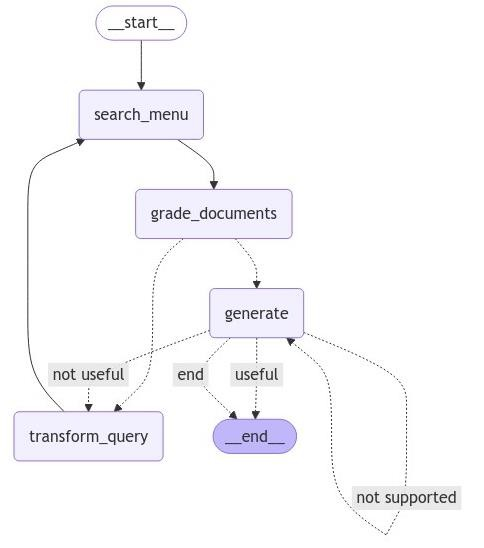 __start__
search_menu
grade_documents
generate
not useful
end
useful
transform_query
__end__
not supported